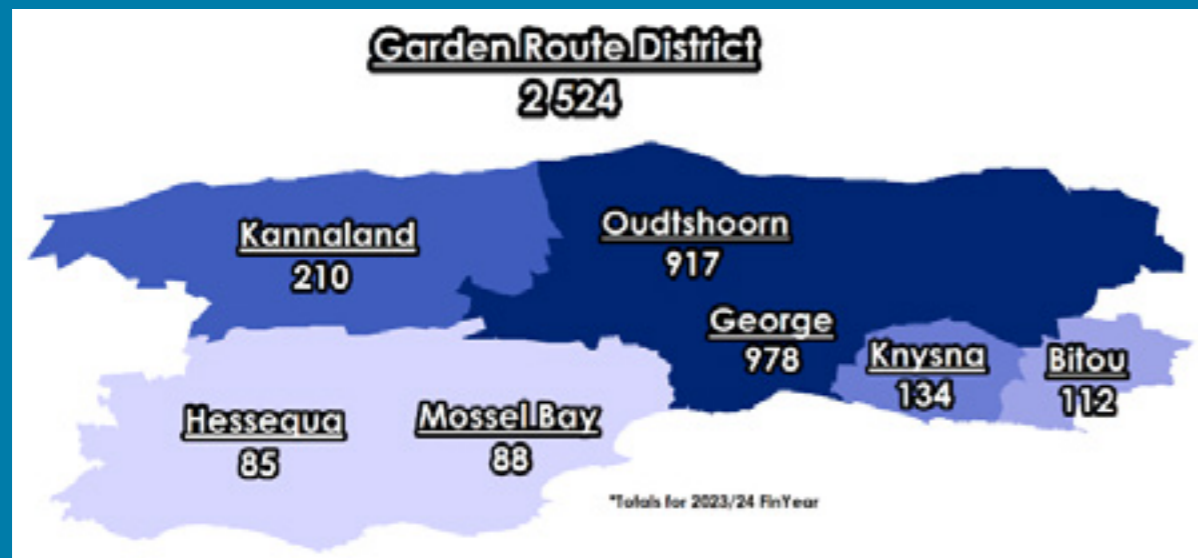 Garden Route District
2 524
Kannaland
210
Oudtshoorn
917
George
978
Knysna
134
Bitou
112
Hessequa
85
Mossel Bay
88
*Totals for 2023/24 FinYear